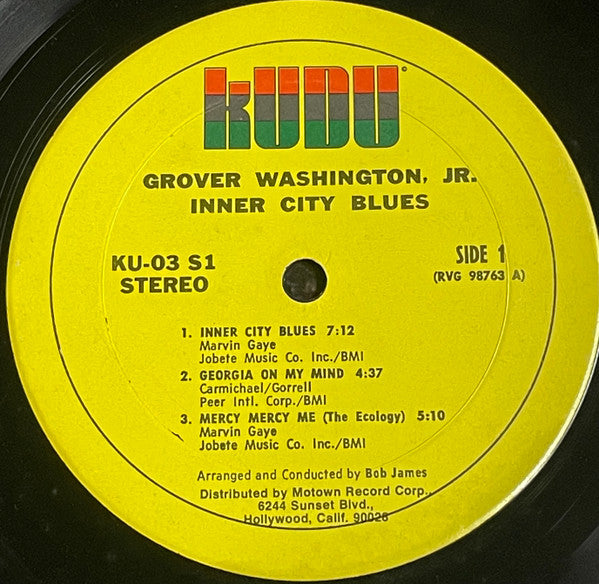 KUDU©
GROVER WASHINGTON, JR.
INNER CITY BLUES
KU-03 S1
STEREO
SIDE 1
(RVG 98763 A)
1. INNER CITY BLUES 7:12
Marvin Gaye
Jobete Music Co. Inc./BMI
2. GEORGIA ON MY MIND 4:37
Carmichael/Gorrell
Peer Intl. Corp./BMI
3. MERCY MERCY ME (The Ecology) 5:10
Marvin Gaye
Jobete Music Co. Inc./BMI
Arranged and Conducted by Bob James
Distributed by Motown Record Corp.,
6244 Sunset Blvd.,
Hollywood, Calif. 90028